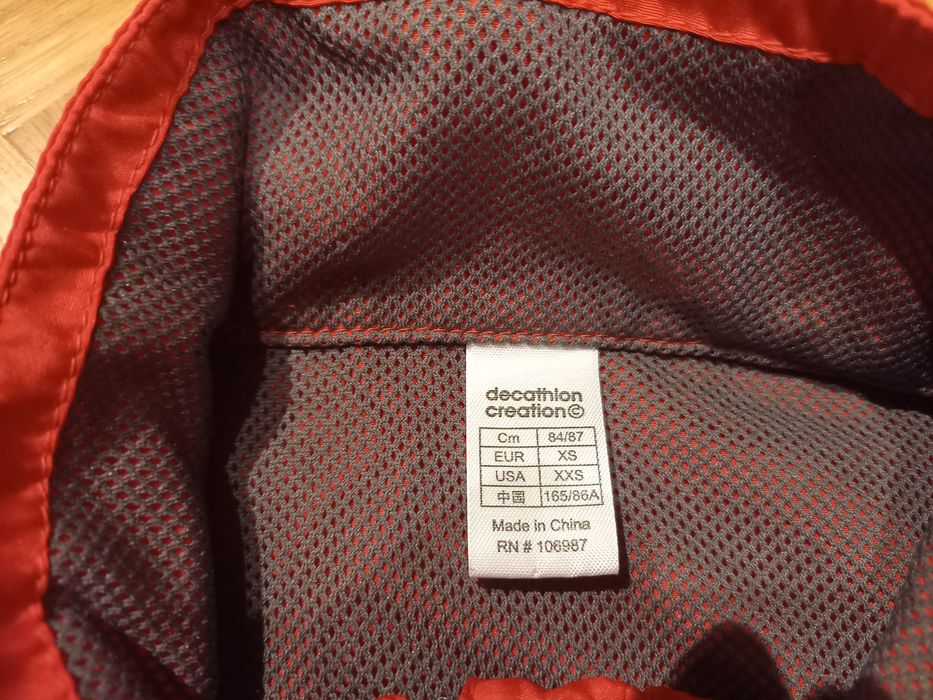 decathlon
creation©
Cm 84/87
EUR XS
USA XXS
中国 165/86A
Made in China
RN # 106987